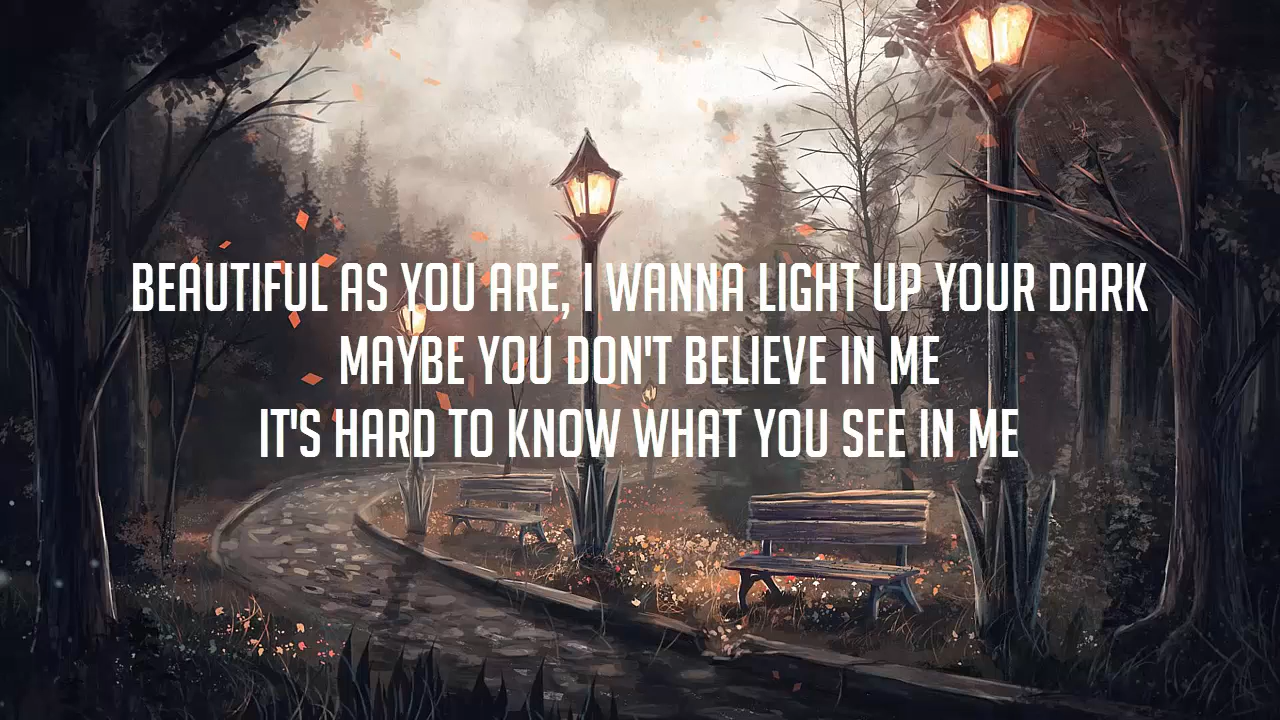 BEAUTIFUL AS YOU ARE, I WANNA LIGHT UP YOUR DARK
MAYBE YOU DON'T BELIEVE IN ME
IT'S HARD TO KNOW WHAT YOU SEE IN ME